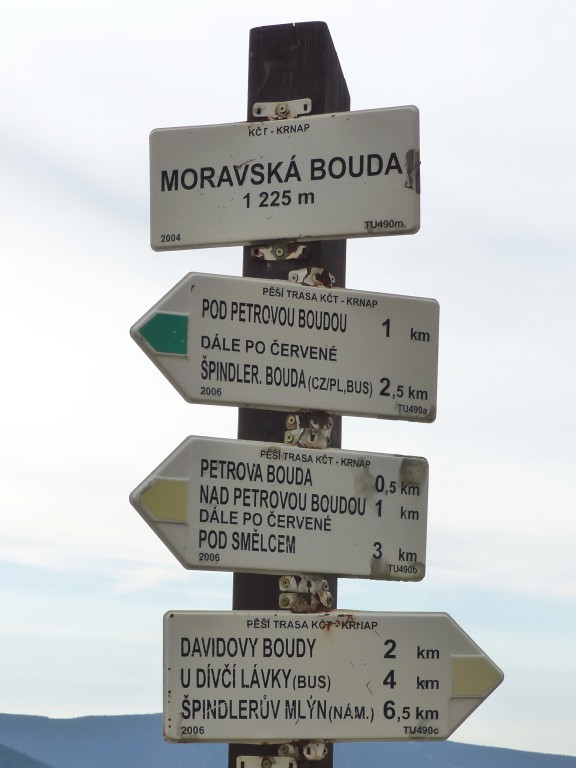 KČT - KRNAP
MORAVSKÁ BOUDA
1 225 m
2004 TU490m.
PĚŠÍ TRASA KČT - KRNAP
POD PETROVOU BOUDOU 1 km
DÁLE PO ČERVENÉ
ŠPINDLER. BOUDA (CZ/PL,BUS) 2,5 km
2006 TU490a
PĚŠÍ TRASA KČT - KRNAP
PETROVA BOUDA 0,5 km
NAD PETROVOU BOUDOU 1 km
DÁLE PO ČERVENÉ
POD SMĚLCEM 3 km
2006 TU490b
PĚŠÍ TRASA KČT - KRNAP
DAVIDOVY BOUDY 2 km
U DÍVČÍ LÁVKY (BUS) 4 km
ŠPINDLERŮV MLÝN (NÁM.) 6,5 km
2006 TU490c